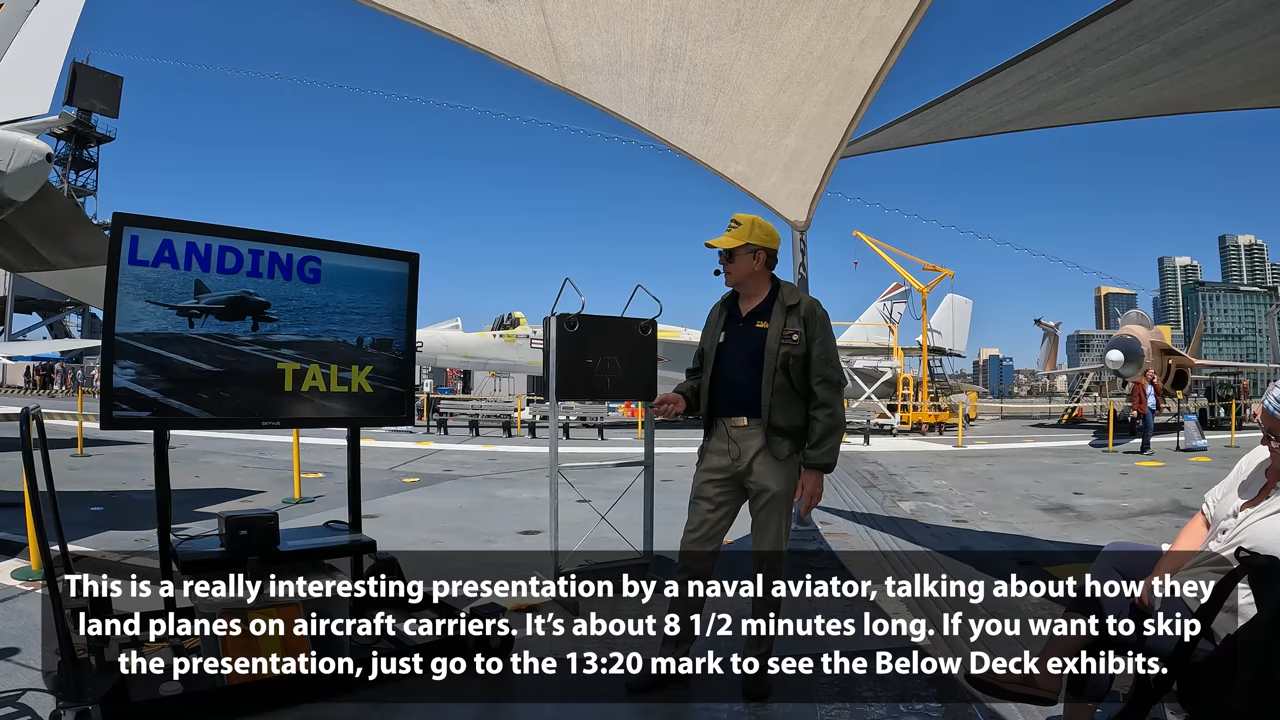 LANDING
TALK
This is a really interesting presentation by a naval aviator, talking about how they
land planes on aircraft carriers. It’s about 8 1/2 minutes long. If you want to skip
the presentation, just go to the 13:20 mark to see the Below Deck exhibits.